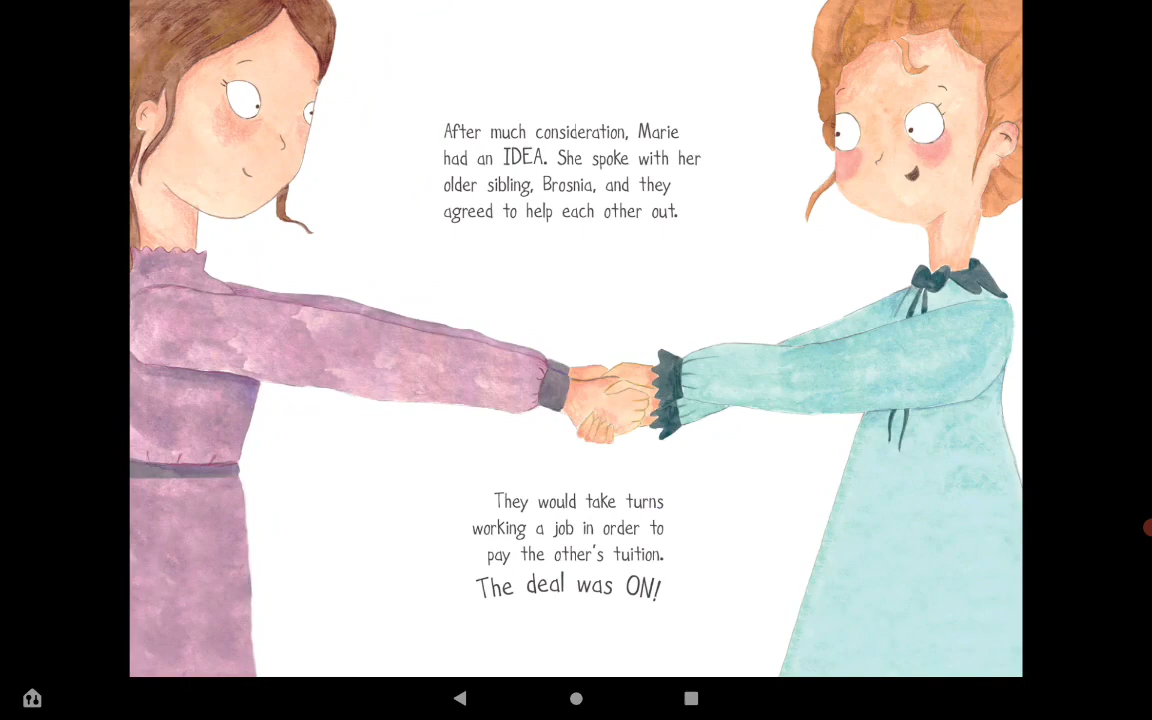 After much consideration, Marie
had an IDEA. She spoke with her
older sibling, Brosnia, and they
agreed to help each other out.
They would take turns
working a job in order to
pay the other's tuition.
The deal was ON!